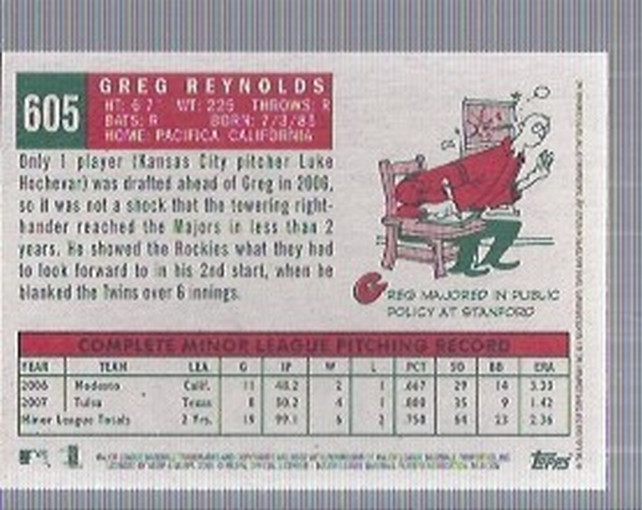 605
GREG REYNOLDS
HT: 6'7" WT: 225 THROWS: R
BATS: R BORN: 7/3/85
HOME: PACIFICA, CALIFORNIA
Only 1 player (Kansas City pitcher Luke
Hochevar) was drafted ahead of Greg in 2006,
so it was not a shock that the towering right-
hander reached the Majors in less than 2
years. He showed the Rockies what they had
to look forward to in his 2nd start, when he
blanked the Twins over 6 innings.
GREG MAJORED IN PUBLIC
POLICY AT STANFORD
COMPLETE MINOR LEAGUE PITCHING RECORD
YEAR TEAM LEA. G IP W L PCT SO BB ERA
2006 Modesto Calif. 11 48.2 2 1 .667 29 14 3.33
2007 Tulsa Texas 8 50.2 4 1 .800 35 9 1.42
Minor League Totals 2 Yrs. 19 99.1 6 2 .750 64 23 2.36
Topps